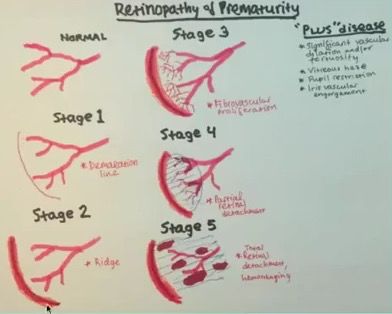 Retinopathy of Prematurity
NORMAL
Stage 1
* Demarcation
line
Stage 2
* Ridge
Stage 3
* Fibrovascular
proliferation
Stage 4
* Partial
retinal
detachment
Stage 5
* Total
Retinal
detachment,
hemorrhaging
"Plus" disease
* Significant vascular
dilation and/or
tortuosity
* Vitreous haze
* Pupil restriction
* Iris vascular
engorgement